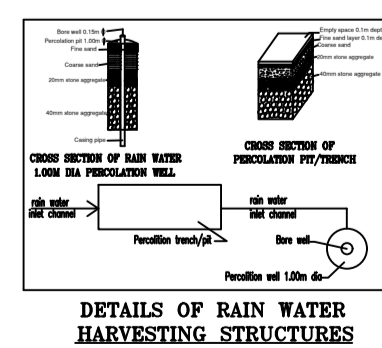 Bore well 0.15m
Percolation pit 1.00m
Fine sand
Coarse sand
20mm stone aggregate
40mm stone aggregate
Casing pipe
CROSS SECTION OF RAIN WATER
1.00M DIA PERCOLATION WELL
Empty space 0.1m dept
Fine sand layer 0.1m de
Coarse sand
20mm stone aggregate
40mm stone aggregate
CROSS SECTION OF
PERCOLATION PIT/TRENCH
rain water
inlet channel
Percolition trench/pit
rain water
inlet channel
Bore well
Percolition well 1.00m dia
DETAILS OF RAIN WATER
HARVESTING STRUCTURES